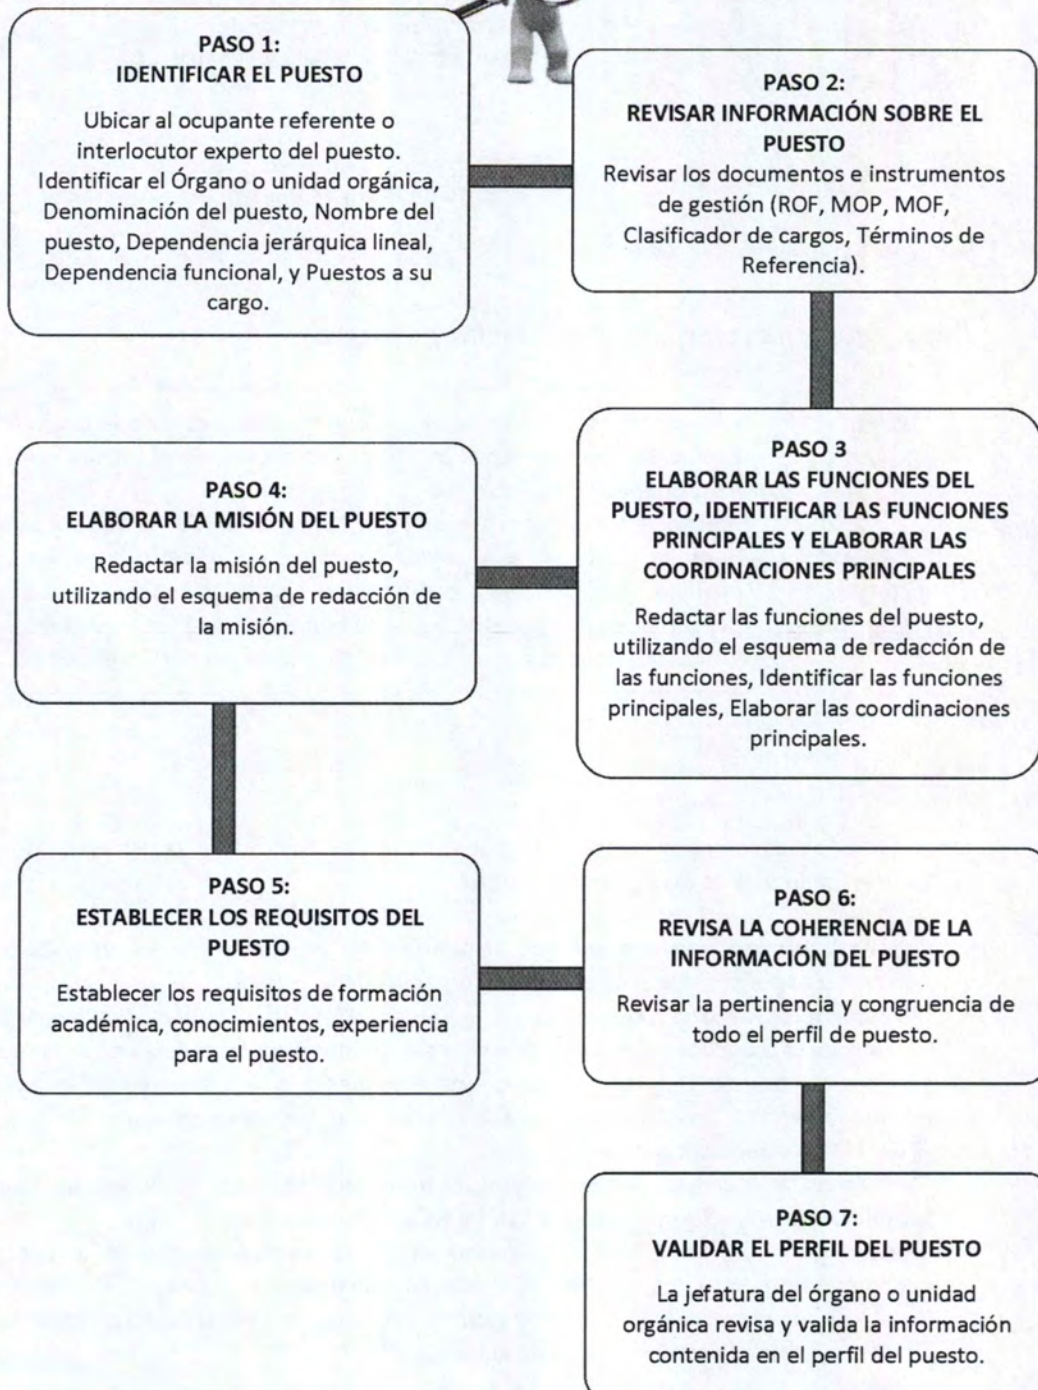 PASO 1:
IDENTIFICAR EL PUESTO
Ubicar al ocupante referente o
interlocutor experto del puesto.
Identificar el Órgano o unidad orgánica,
Denominación del puesto, Nombre del
puesto, Dependencia jerárquica lineal,
Dependencia funcional, y Puestos a su
cargo.
PASO 2:
REVISAR INFORMACIÓN SOBRE EL
PUESTO
Revisar los documentos e instrumentos
de gestión (ROF, MOP, MOF,
Clasificador de cargos, Términos de
Referencia).
PASO 3
ELABORAR LAS FUNCIONES DEL
PUESTO, IDENTIFICAR LAS FUNCIONES
PRINCIPALES Y ELABORAR LAS
COORDINACIONES PRINCIPALES
Redactar las funciones del puesto,
utilizando el esquema de redacción de
las funciones, Identificar las funciones
principales, Elaborar las coordinaciones
principales.
PASO 4:
ELABORAR LA MISIÓN DEL PUESTO
Redactar la misión del puesto,
utilizando el esquema de redacción de
la misión.
PASO 5:
ESTABLECER LOS REQUISITOS DEL
PUESTO
Establecer los requisitos de formación
académica, conocimientos, experiencia
para el puesto.
PASO 6:
REVISA LA COHERENCIA DE LA
INFORMACIÓN DEL PUESTO
Revisar la pertinencia y congruencia de
todo el perfil de puesto.
PASO 7:
VALIDAR EL PERFIL DEL PUESTO
La jefatura del órgano o unidad
orgánica revisa y valida la información
contenida en el perfil del puesto.